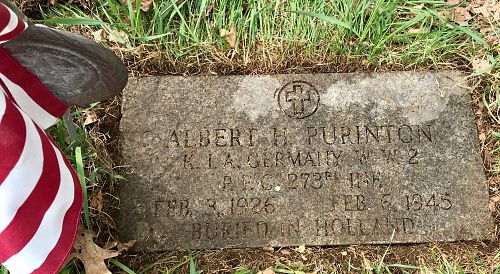 ALBERT H. PURINTON
K. I. A. GERMANY W. W. 2
P. F. C. 273RD INF.
FEB. 3, 1926 FEB. 6, 1945
BURIED IN HOLLAND